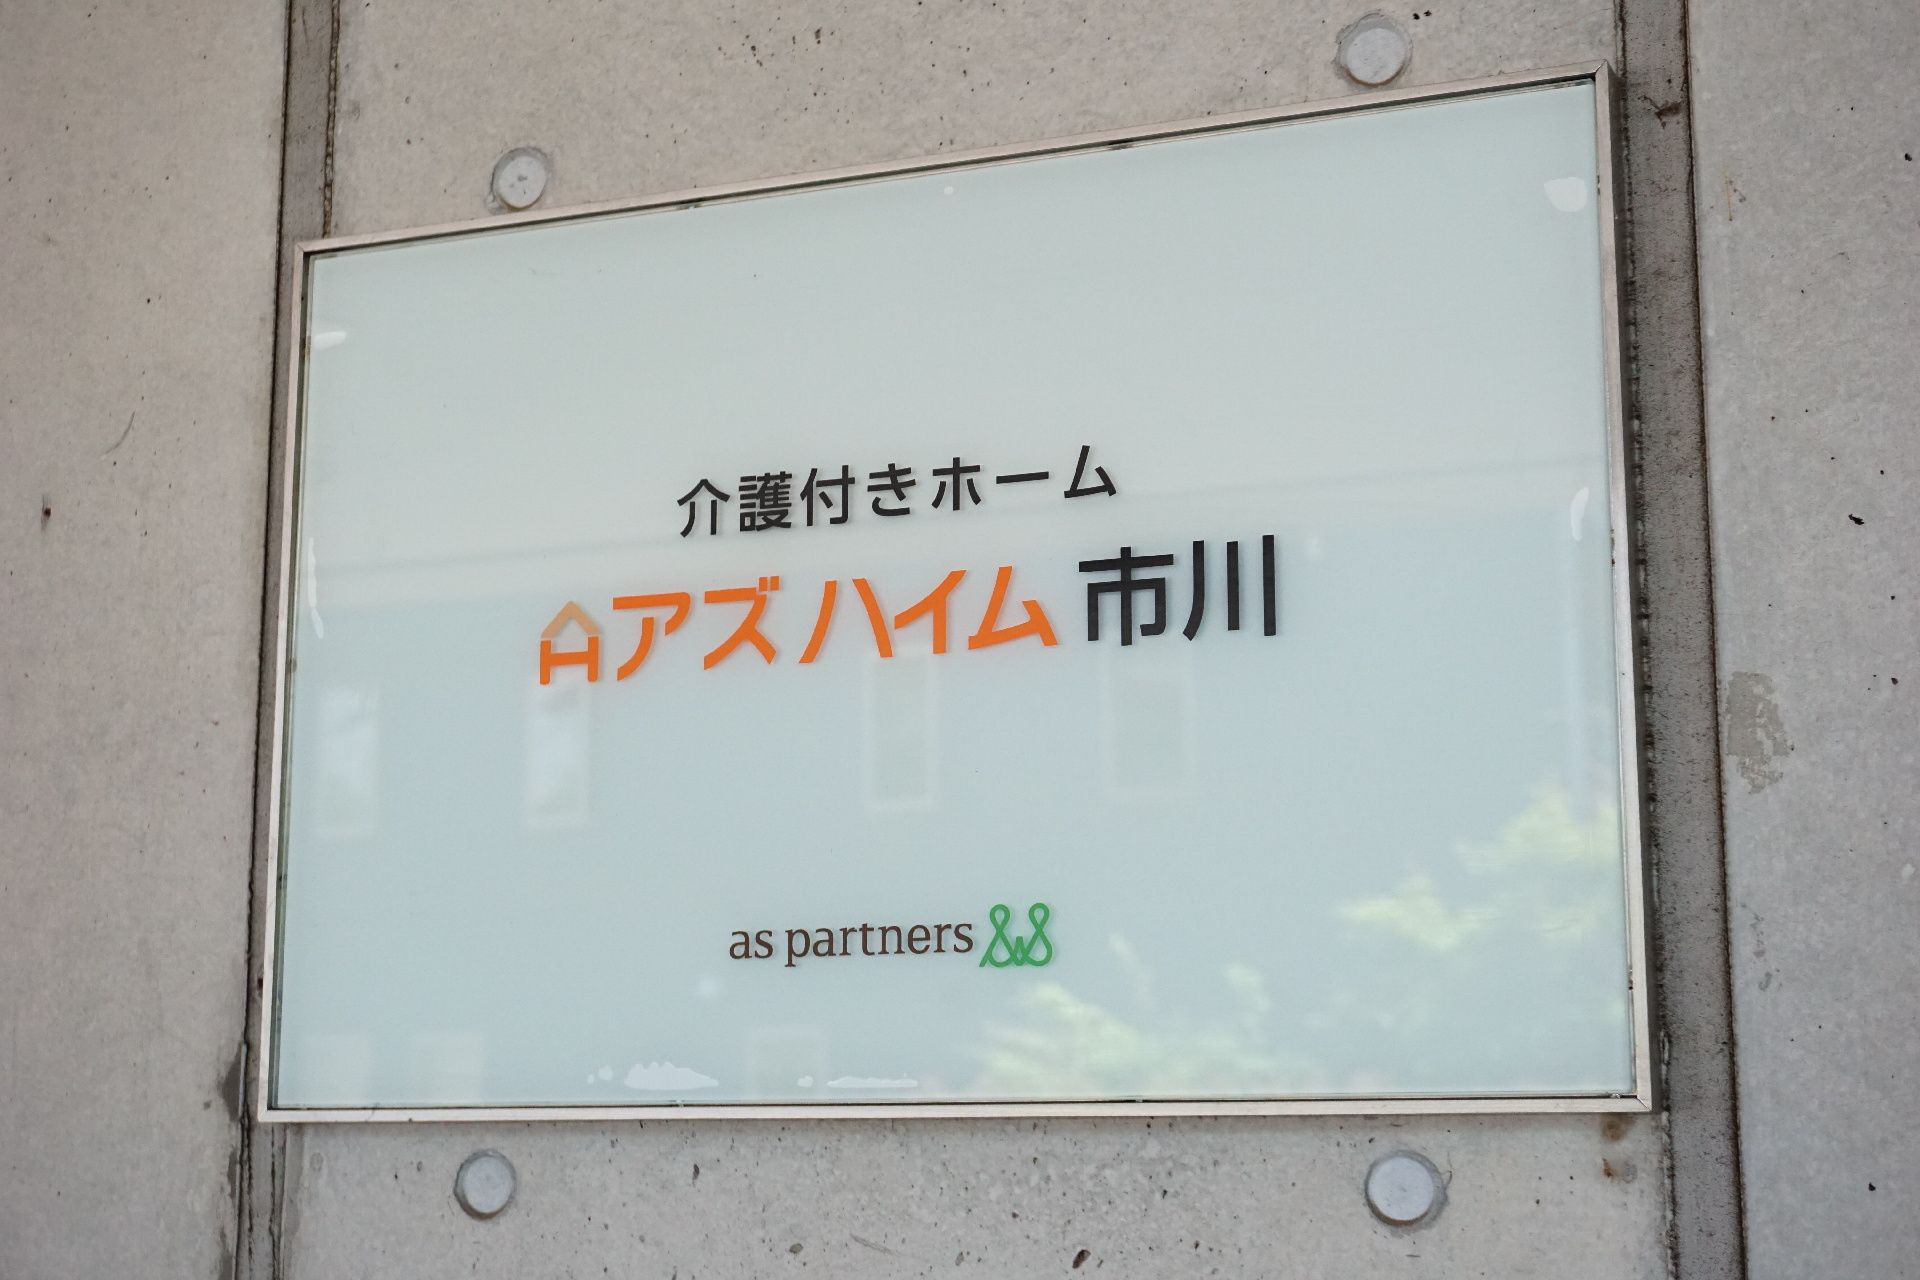 介護付きホーム
アズハイム 市川
as partners